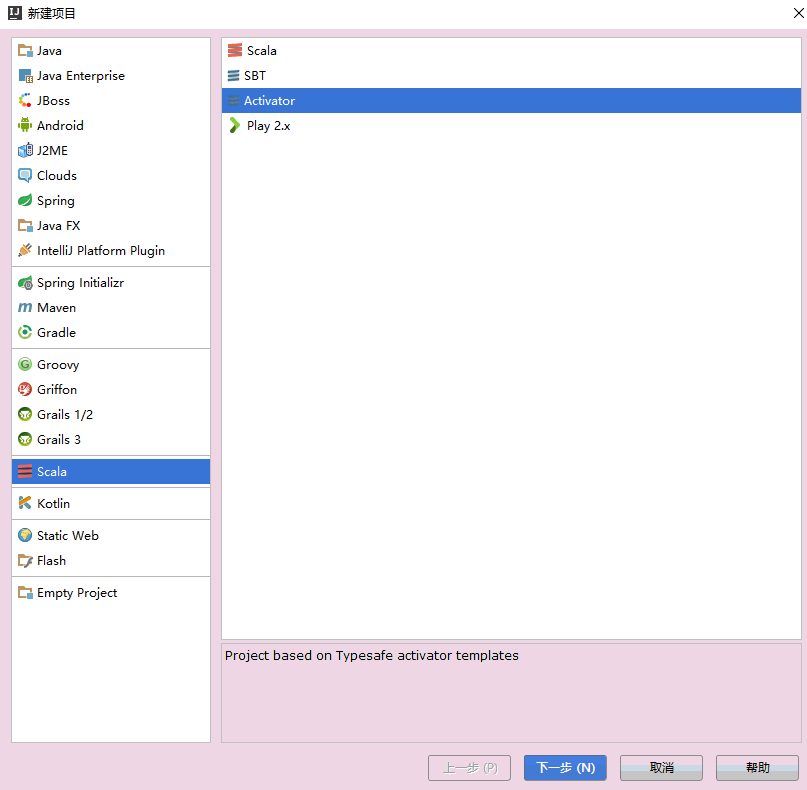 新建项目
Java
Java Enterprise
JBoss
Android
J2ME
Clouds
Spring
Java FX
IntelliJ Platform Plugin
Spring Initializr
Maven
Gradle
Groovy
Griffon
Grails 1/2
Grails 3
Scala
Kotlin
Static Web
Flash
Empty Project
Scala
SBT
Activator
Play 2.x
Project based on Typesafe activator templates
上一步 (P)
下一步 (N)
取消
帮助